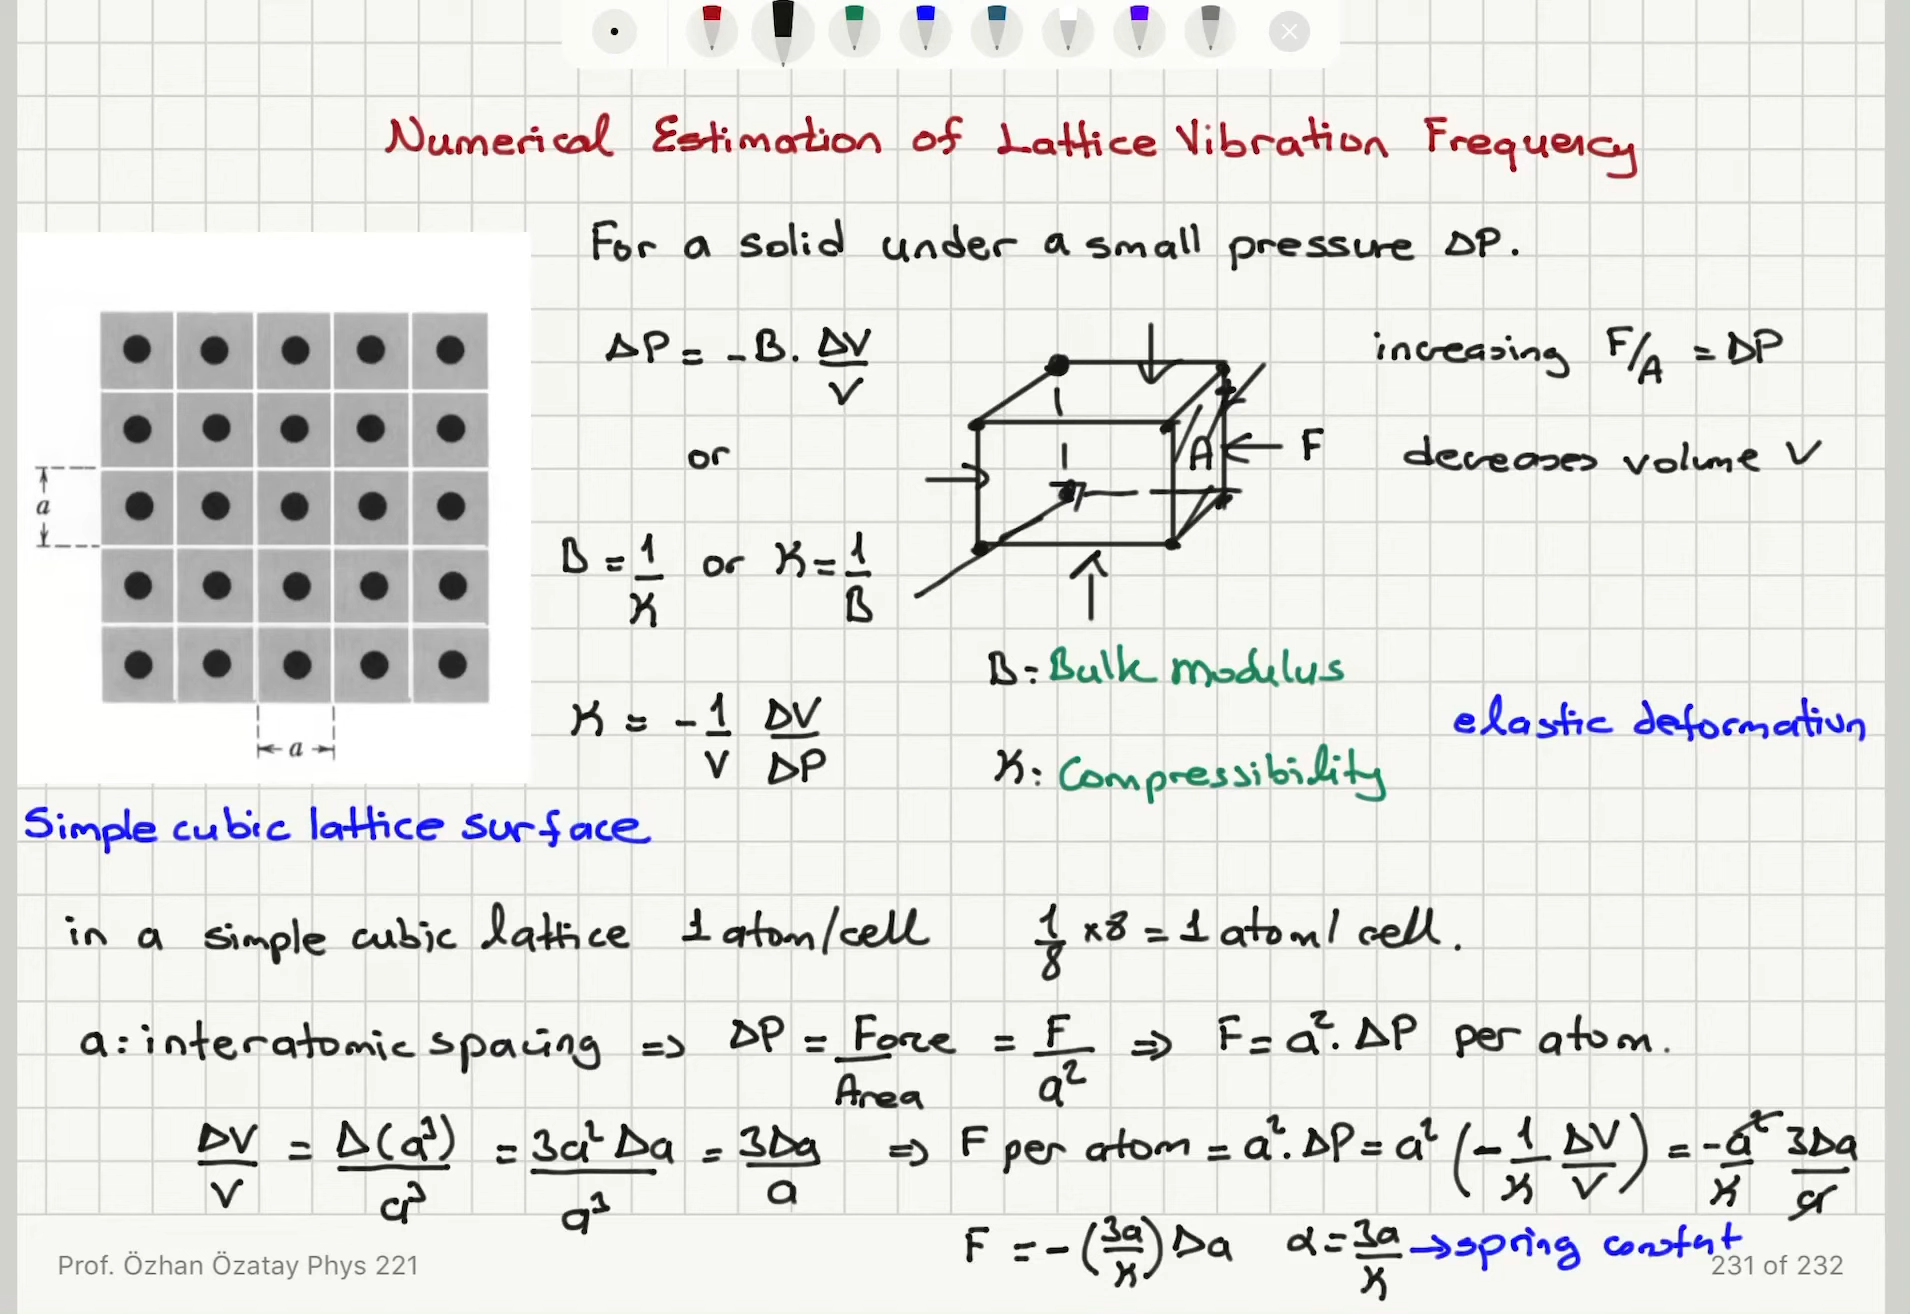 Numerical Estimation of Lattice Vibration Frequency
For a solid under a small pressure ΔP.
ΔP = -B. ΔV/V
increasing F/A = ΔP
or
A
F
decreases volume V
a
B = 1/K or K = 1/B
B: Bulk modulus
K = -1/V ΔV/ΔP
elastic deformation
a
K: Compressibility
Simple cubic lattice surface
in a simple cubic lattice 1 atom/cell 1/8 x8 = 1 atom/cell.
a: interatomic spacing ⇒ ΔP = Force/Area = F/a² ⇒ F = a². ΔP per atom.
ΔV/V = Δ(a³)/a³ = 3a²Δa/a³ = 3Δa/a ⇒ F per atom = a². ΔP = a² (-1/K ΔV/V) = -a²/K 3Δa/a
F = -(3a/K) Δa α = 3a/K → spring constant
Prof. Özhan Özatay Phys 221
231 of 232